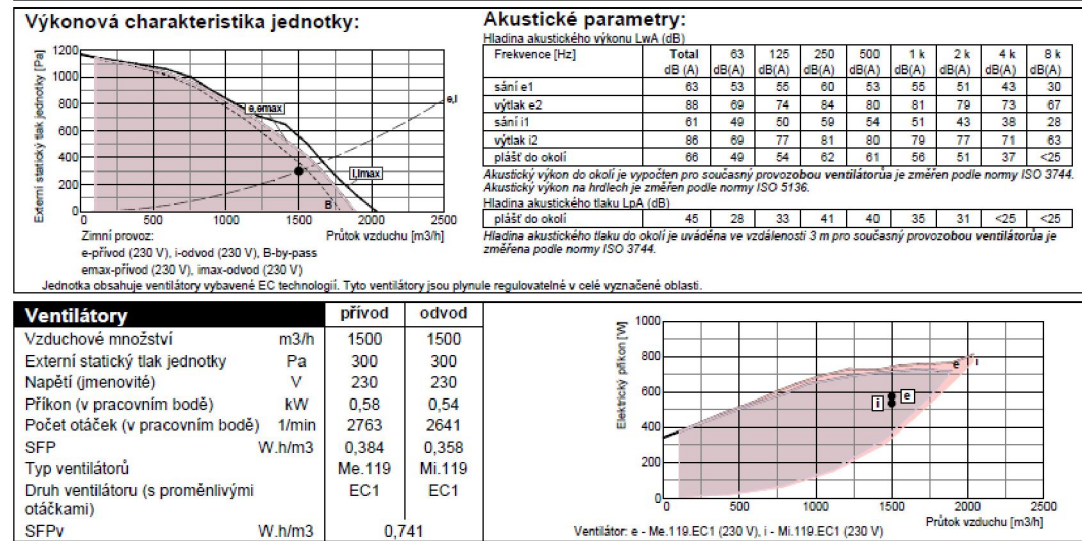 Výkonová charakteristika jednotky:
Externí statický tlak jednotky [Pa]
1200
1000
800
600
400
200
0
0 500 1000 1500 2000 2500
e,emax
e,i
i,imax
B
Zimní provoz: Průtok vzduchu [m3/h]
e-přívod (230 V), i-odvod (230 V), B-by-pass
emax-přívod (230 V), imax-odvod (230 V)
Jednotka obsahuje ventilátory vybavené EC technologií. Tyto ventilátory jsou plynule regulovatelné v celé vyznačené oblasti.
Akustické parametry:
Hladina akustického výkonu LwA (dB)
Frekvence [Hz] Total 63 125 250 500 1 k 2 k 4 k 8 k
dB (A) dB(A) dB(A) dB(A) dB(A) dB(A) dB(A) dB(A) dB(A)
sání e1 63 53 55 60 53 55 51 43 30
výtlak e2 88 69 74 84 80 81 79 73 67
sání i1 61 49 50 59 54 51 43 38 28
výtlak i2 86 69 77 81 80 79 77 71 63
plášť do okolí 66 49 54 62 61 56 51 37 <25
Akustický výkon do okolí je vypočten pro současný provozobou ventilátorůa je změřen podle normy ISO 3744.
Akustický výkon na hrdlech je změřen podle normy ISO 5136.
Hladina akustického tlaku LpA (dB)
plášť do okolí 45 28 33 41 40 35 31 <25 <25
Hladina akustického tlaku do okolí je uváděna ve vzdálenosti 3 m pro současný provozobou ventilátorůa je
změřena podle normy ISO 3744.
Ventilátory přívod odvod
Vzduchové množství m3/h 1500 1500
Externí statický tlak jednotky Pa 300 300
Napětí (jmenovité) V 230 230
Příkon (v pracovním bodě) kW 0,58 0,54
Počet otáček (v pracovním bodě) 1/min 2763 2641
SFP W.h/m3 0,384 0,358
Typ ventilátorů Me.119 Mi.119
Druh ventilátoru (s proměnlivými EC1 EC1
otáčkami)
SFPv W.h/m3 0,741
Elektrický příkon [W]
1000
800
600
400
200
0
0 500 1000 1500 2000 2500
e i
i e
Průtok vzduchu [m3/h]
Ventilátor: e - Me.119.EC1 (230 V), i - Mi.119.EC1 (230 V)